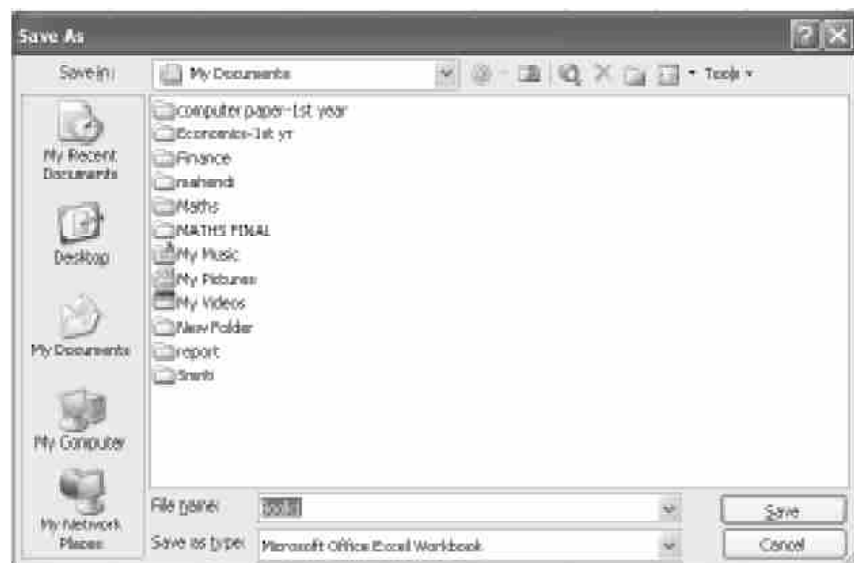 Save As
Save in: My Documents Tools
My Recent Documents
Desktop
My Documents
My Computer
My Network Places
computer paper-1st year
Economics-1st yr
Finance
mahendi
Maths
MATHS FINAL
My Music
My Pictures
My Videos
New Folder
report
File name: Save
Save as type: Microsoft Office Excel Workbook Cancel